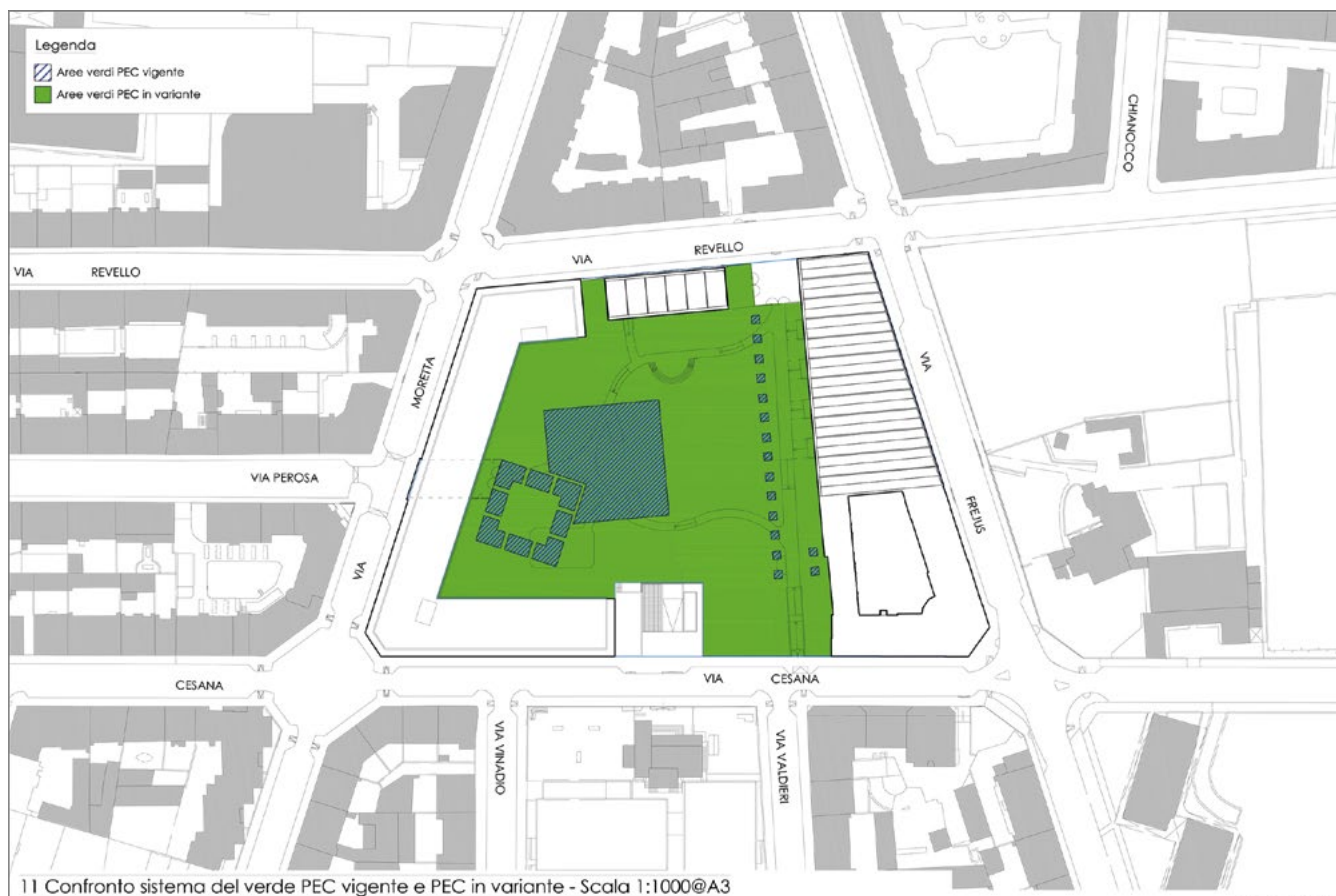 Legenda
Aree verdi PEC vigente
Aree verdi PEC in variante
CHIANOCCO
VIA REVELLO
VIA REVELLO
MORETTA
VIA
VIA PEROSA
VIA
FREJUS
CESANA
VIA CESANA
VIA VINADIO
VIA VALDIERI
11 Confronto sistema del verde PEC vigente e PEC in variante - Scala 1:1000@A3